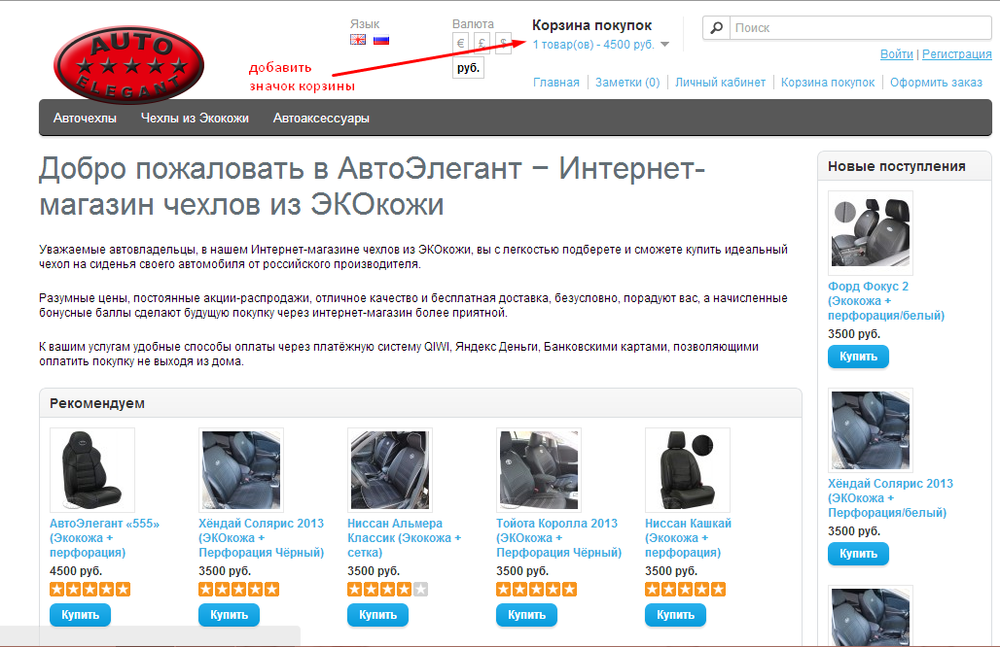 AUTO
ELEGANT
Язык
Валюта
€
£
$
руб.
Корзина покупок
1 товар(ов) - 4500 руб.
Поиск
Войти | Регистрация
добавить
значок корзины
Главная
Заметки (0)
Личный кабинет
Корзина покупок
Оформить заказ
Авточехлы
Чехлы из Экокожи
Автоаксессуары
Добро пожаловать в АвтоЭлегант – Интернет-
магазин чехлов из ЭКОкожи
Уважаемые автовладельцы, в нашем Интернет-магазине чехлов из ЭКОкожи, вы с легкостью подберете и сможете купить идеальный
чехол на сиденья своего автомобиля от российского производителя.
Разумные цены, постоянные акции-распродажи, отличное качество и бесплатная доставка, безусловно, порадуют вас, а начисленные
бонусные баллы сделают будущую покупку через интернет-магазин более приятной.
К вашим услугам удобные способы оплаты через платёжную систему QIWI, Яндекс Деньги, Банковскими картами, позволяющими
оплатить покупку не выходя из дома.
Рекомендуем
АвтоЭлегант «555»
(Экокожа +
перфорация)
4500 руб.
Купить
Хёндай Солярис 2013
(ЭКОкожа +
Перфорация Чёрный)
3500 руб.
Купить
Ниссан Альмера
Классик (Экокожа +
сетка)
3500 руб.
Купить
Тойота Королла 2013
(ЭКОкожа +
Перфорация Чёрный)
3500 руб.
Купить
Ниссан Кашкай
(Экокожа +
перфорация)
3500 руб.
Купить
Новые поступления
Форд Фокус 2
(Экокожа +
перфорация/белый)
3500 руб.
Купить
Хёндай Солярис 2013
(ЭКОкожа +
Перфорация/белый)
3500 руб.
Купить